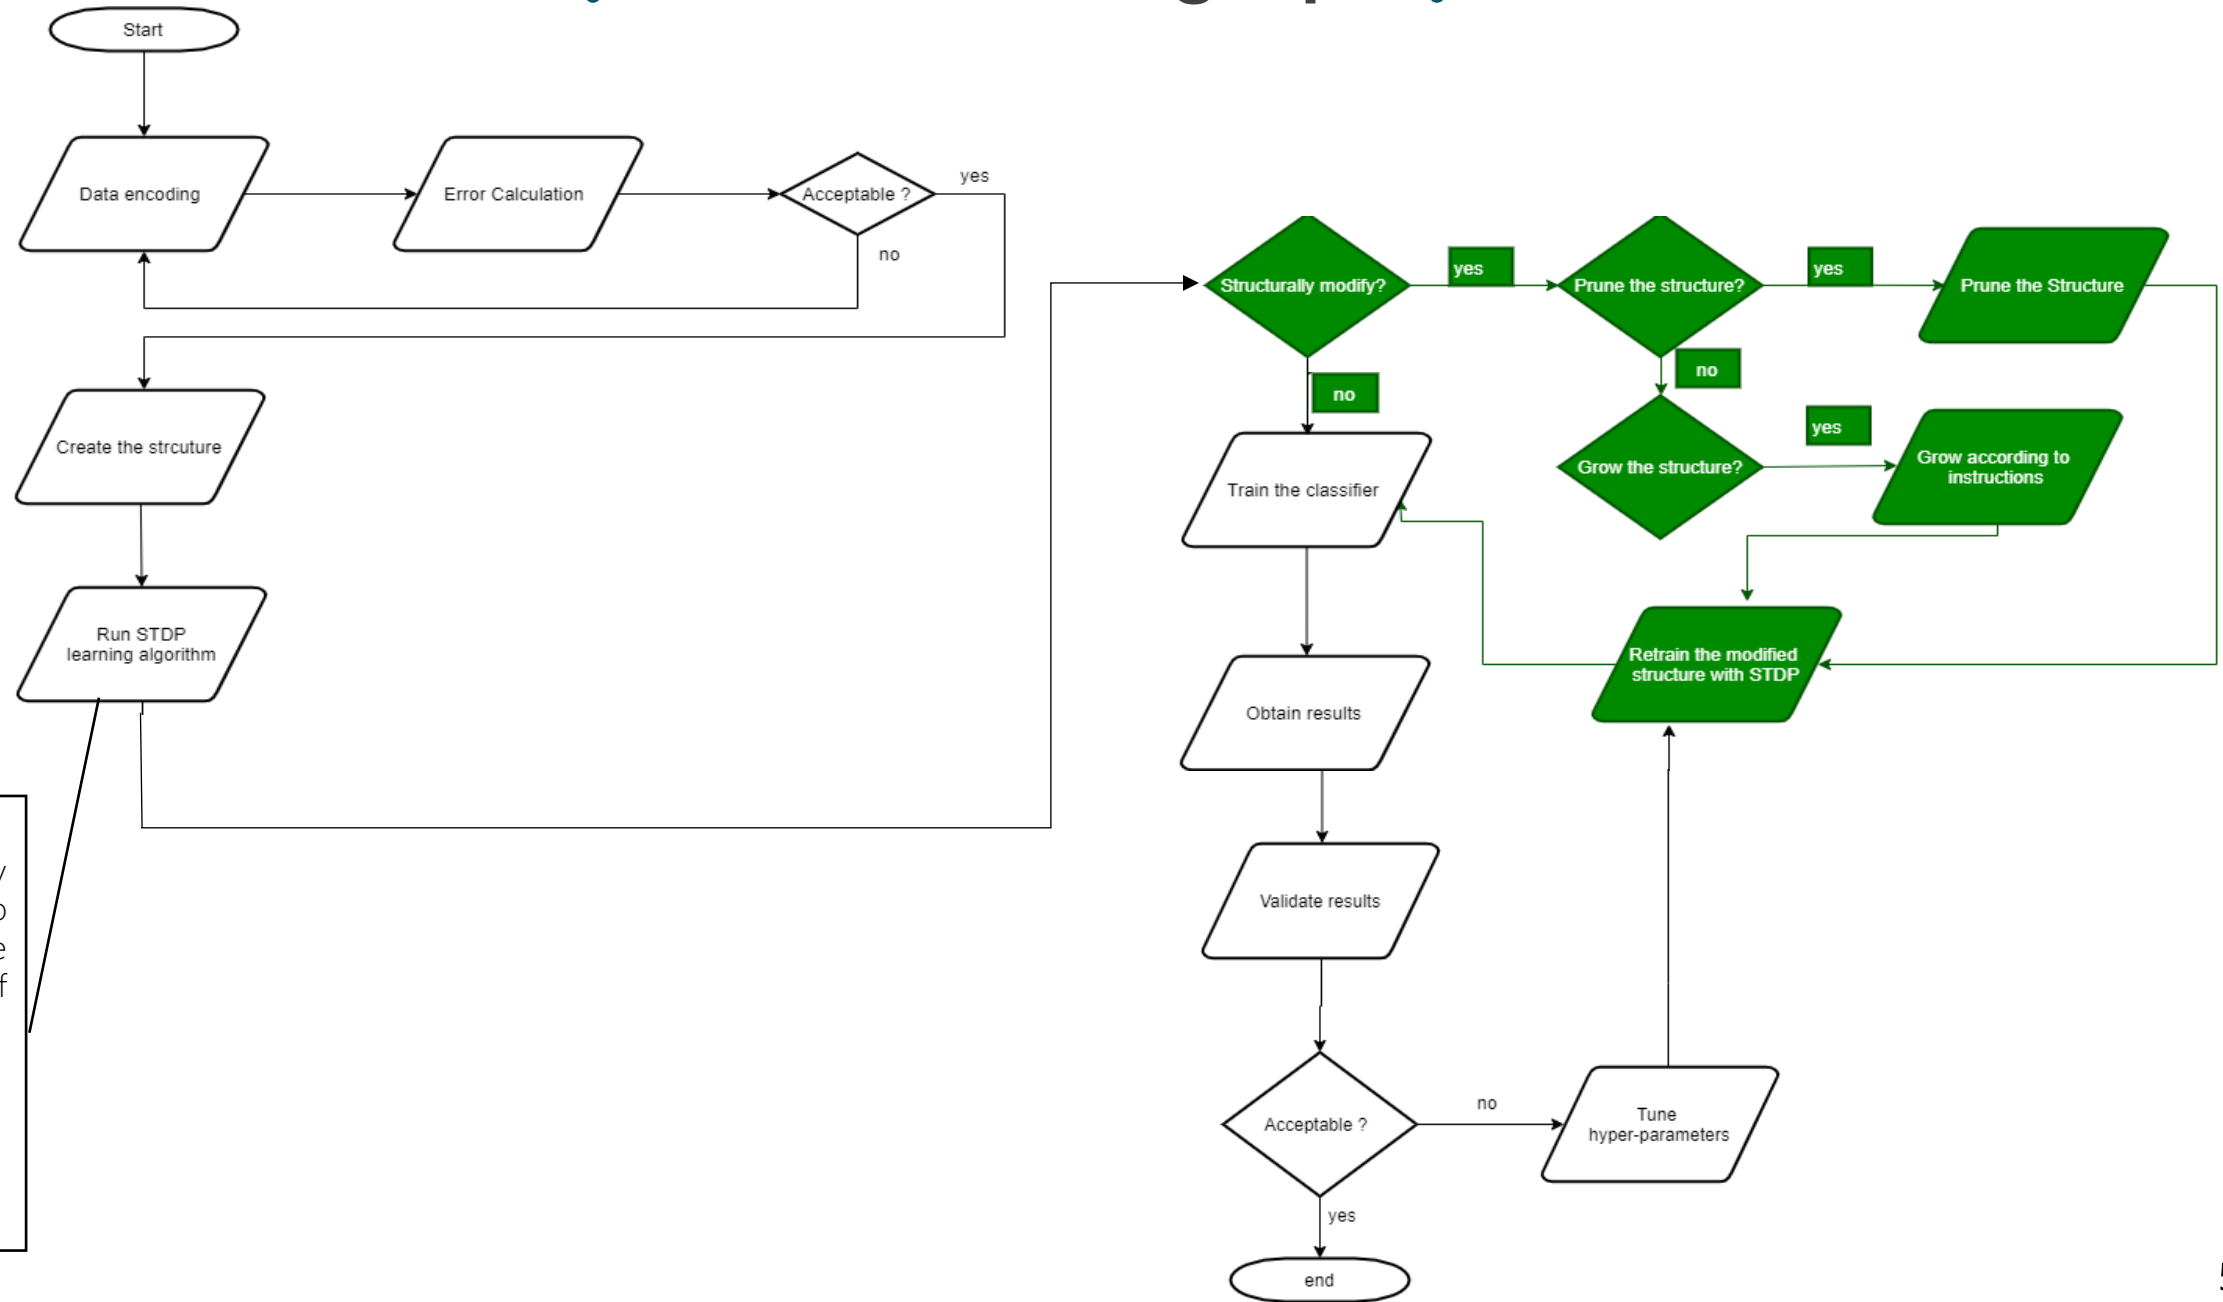 Start
Data encoding
Error Calculation
Acceptable ?
yes
no
Create the strcuture
Run STDP
learning algorithm
Structurally modify?
yes
Prune the structure?
yes
Prune the Structure
no
no
Grow the structure?
yes
Grow according to
instructions
Train the classifier
Retrain the modified
structure with STDP
Obtain results
Validate results
Acceptable ?
no
Tune
hyper-parameters
yes
end